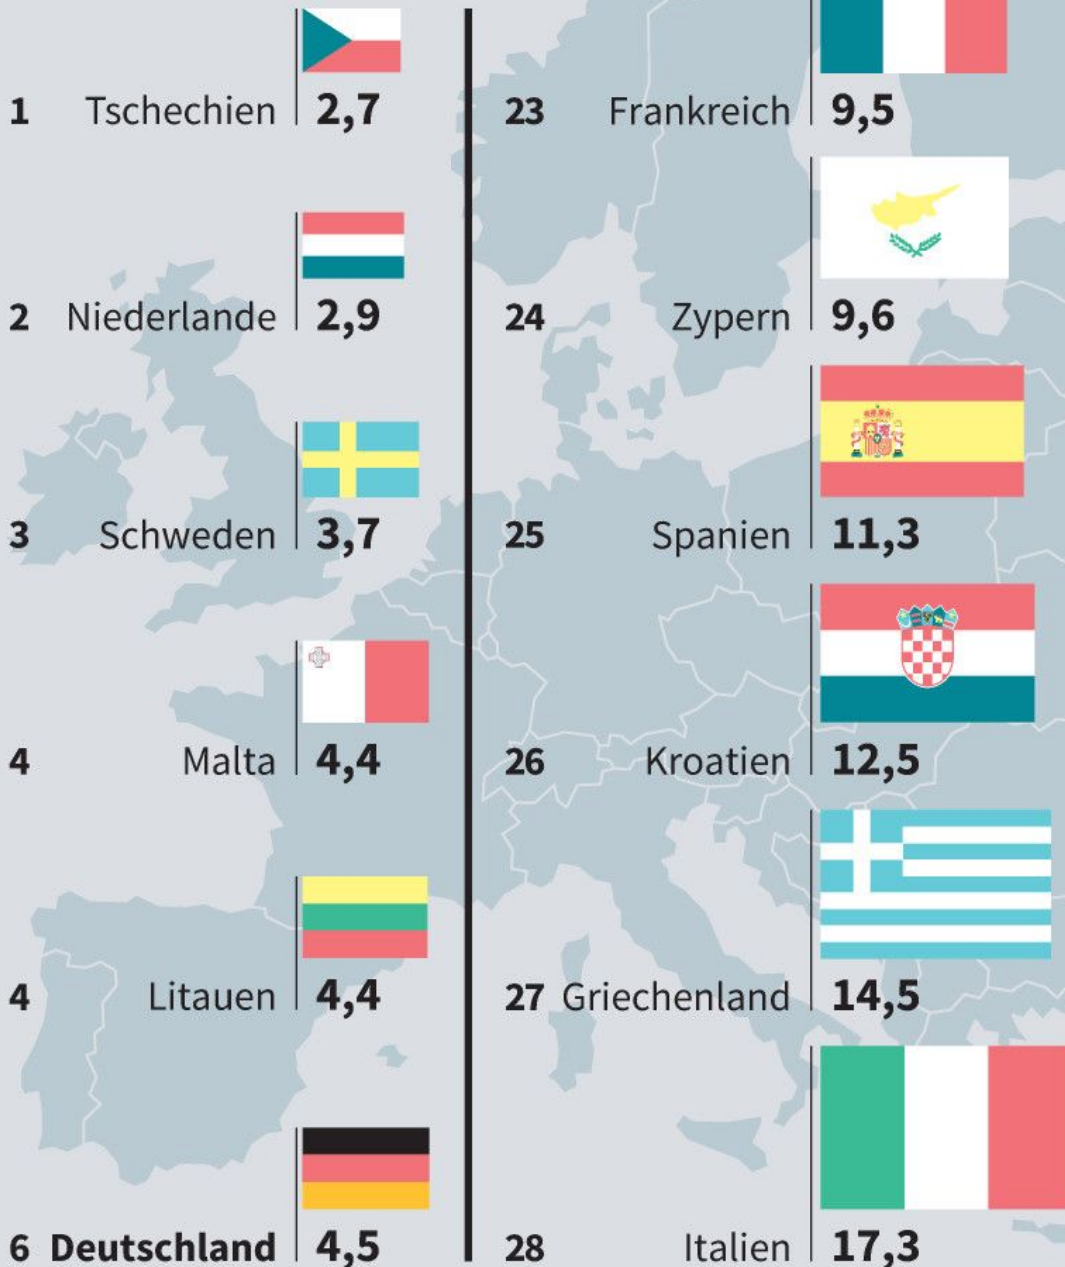 1 Tschechien 2,7
2 Niederlande 2,9
3 Schweden 3,7
4 Malta 4,4
4 Litauen 4,4
6 Deutschland 4,5
23 Frankreich 9,5
24 Zypern 9,6
25 Spanien 11,3
26 Kroatien 12,5
27 Griechenland 14,5
28 Italien 17,3